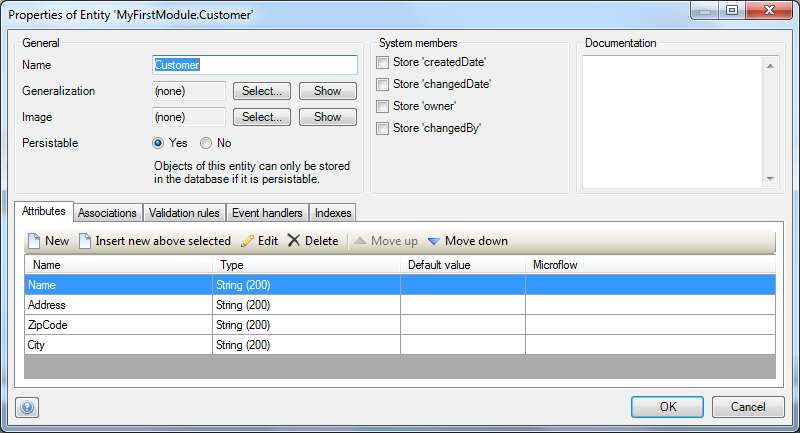 Properties of Entity 'MyFirstModule.Customer'
General
Name Customer
Generalization (none) Select... Show
Image (none) Select... Show
Persistable Yes No
Objects of this entity can only be stored
in the database if it is persistable.
System members
Store 'createdDate'
Store 'changedDate'
Store 'owner'
Store 'changedBy'
Documentation
Attributes Associations Validation rules Event handlers Indexes
New Insert new above selected Edit Delete Move up Move down
Name Type Default value Microflow
Name String (200)
Address String (200)
ZipCode String (200)
City String (200)
? OK Cancel